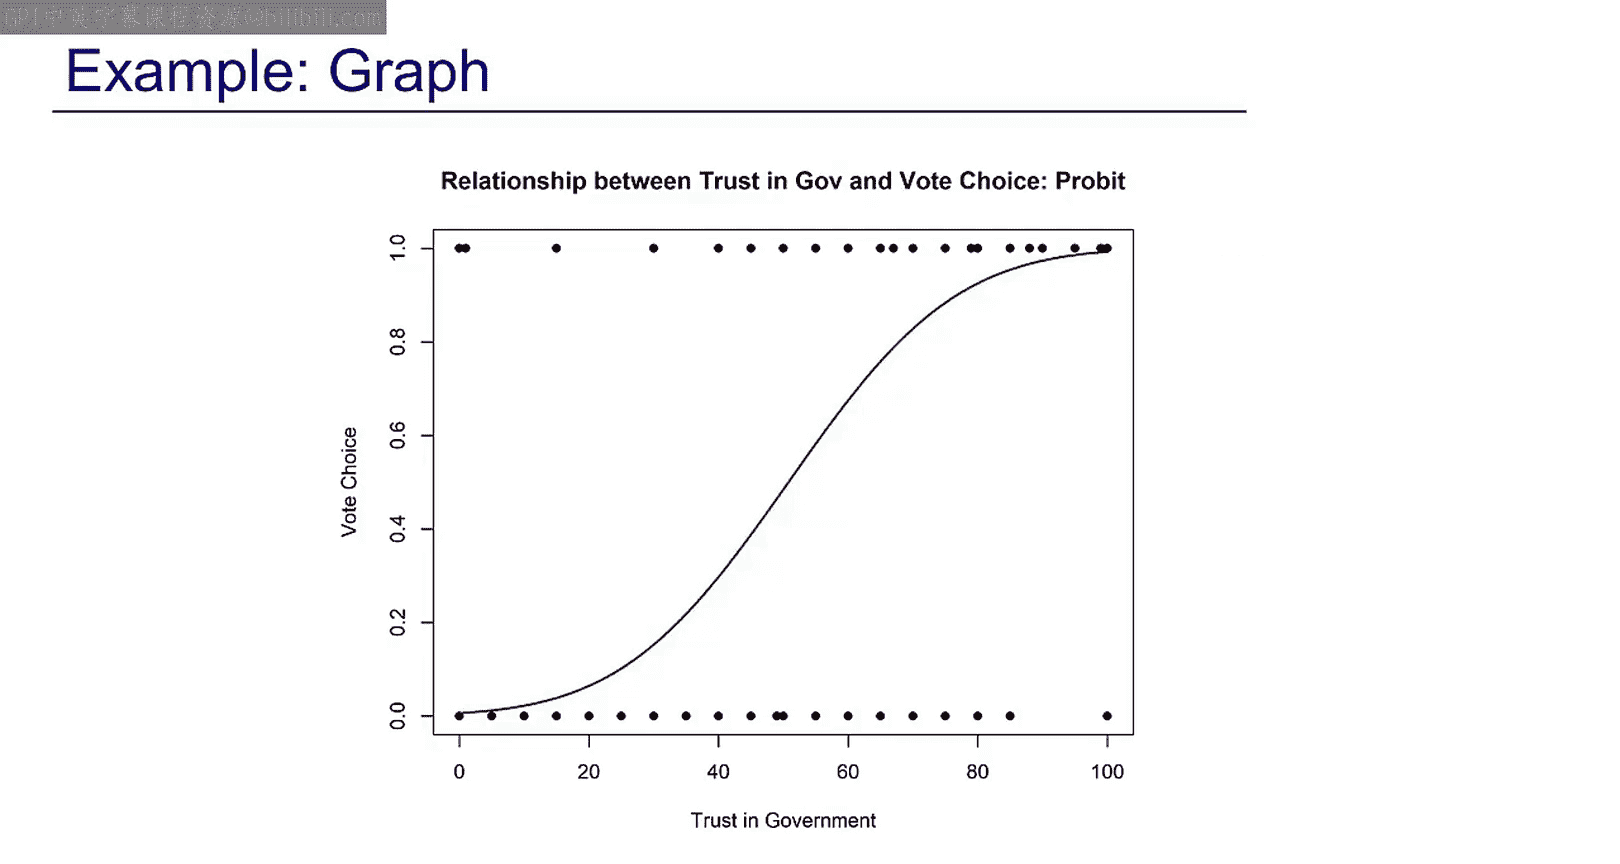 Example: Graph
Relationship between Trust in Gov and Vote Choice: Probit
1.0
0.8
0.6
0.4
0.2
0.0
Vote Choice
0 20 40 60 80 100
Trust in Government